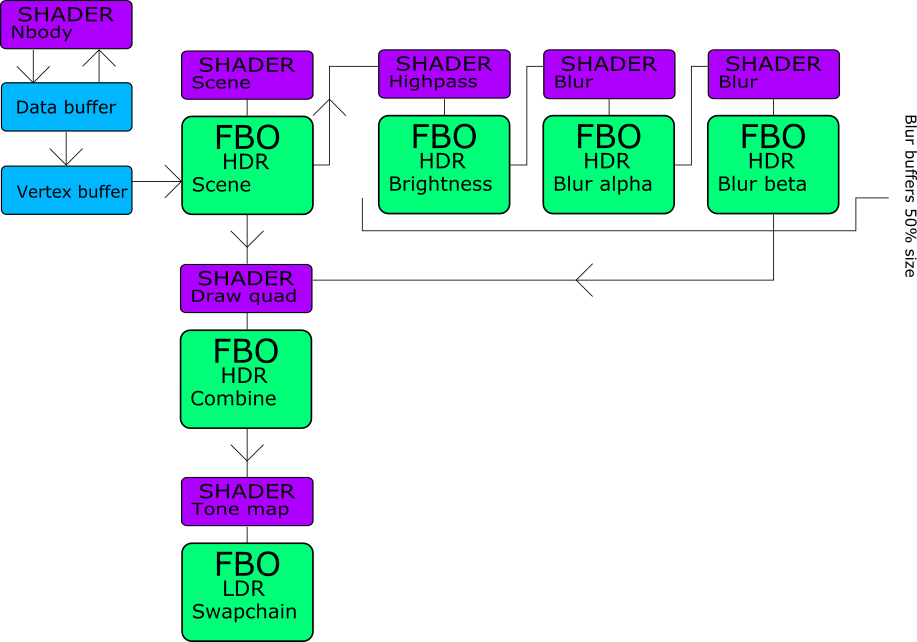 SHADER
Nbody
Data buffer
Vertex buffer
SHADER
Scene
FBO
HDR
Scene
SHADER
Highpass
FBO
HDR
Brightness
SHADER
Blur
FBO
HDR
Blur alpha
SHADER
Blur
FBO
HDR
Blur beta
Blur buffers 50% size
SHADER
Draw quad
FBO
HDR
Combine
SHADER
Tone map
FBO
LDR
Swapchain